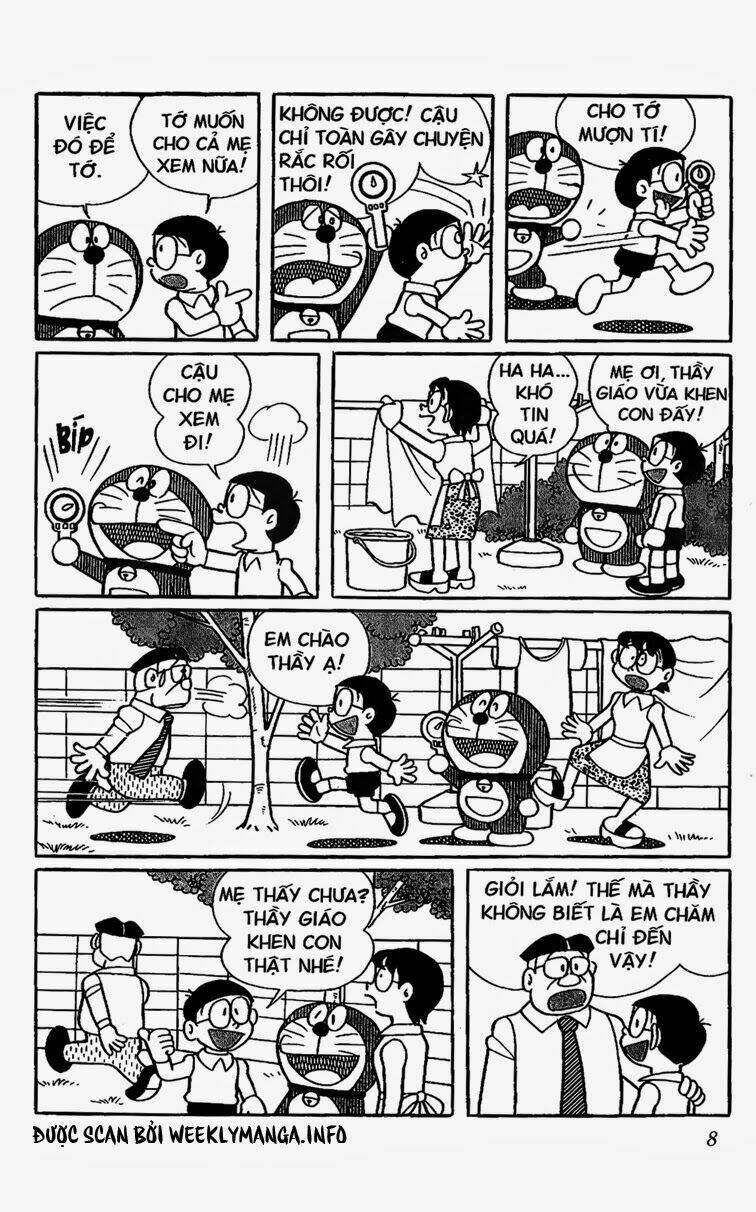 VIỆC
ĐÓ ĐỂ
TỚ.
TỚ MUỐN
CHO CẢ MẸ
XEM NỮA!
KHÔNG ĐƯỢC! CẬU
CHỈ TOÀN GÂY CHUYỆN
RẮC RỐI
THÔI!
CHO TỚ
MƯỢN TÍ!
BÍP
CẬU
CHO MẸ
XEM
ĐI!
HA HA...
KHÓ
TIN
QUÁ!
MẸ ƠI, THẦY
GIÁO VỪA KHEN
CON ĐẤY!
EM CHÀO
THẦY Ạ!
MẸ THẤY CHƯA?
THẦY GIÁO
KHEN CON
THẬT NHÉ!
GIỎI LẮM! THẾ MÀ THẦY
KHÔNG BIẾT LÀ EM CHĂM
CHỈ ĐẾN
VẬY!
ĐƯỢC SCAN BỞI WEEKLYMANGA.INFO
8